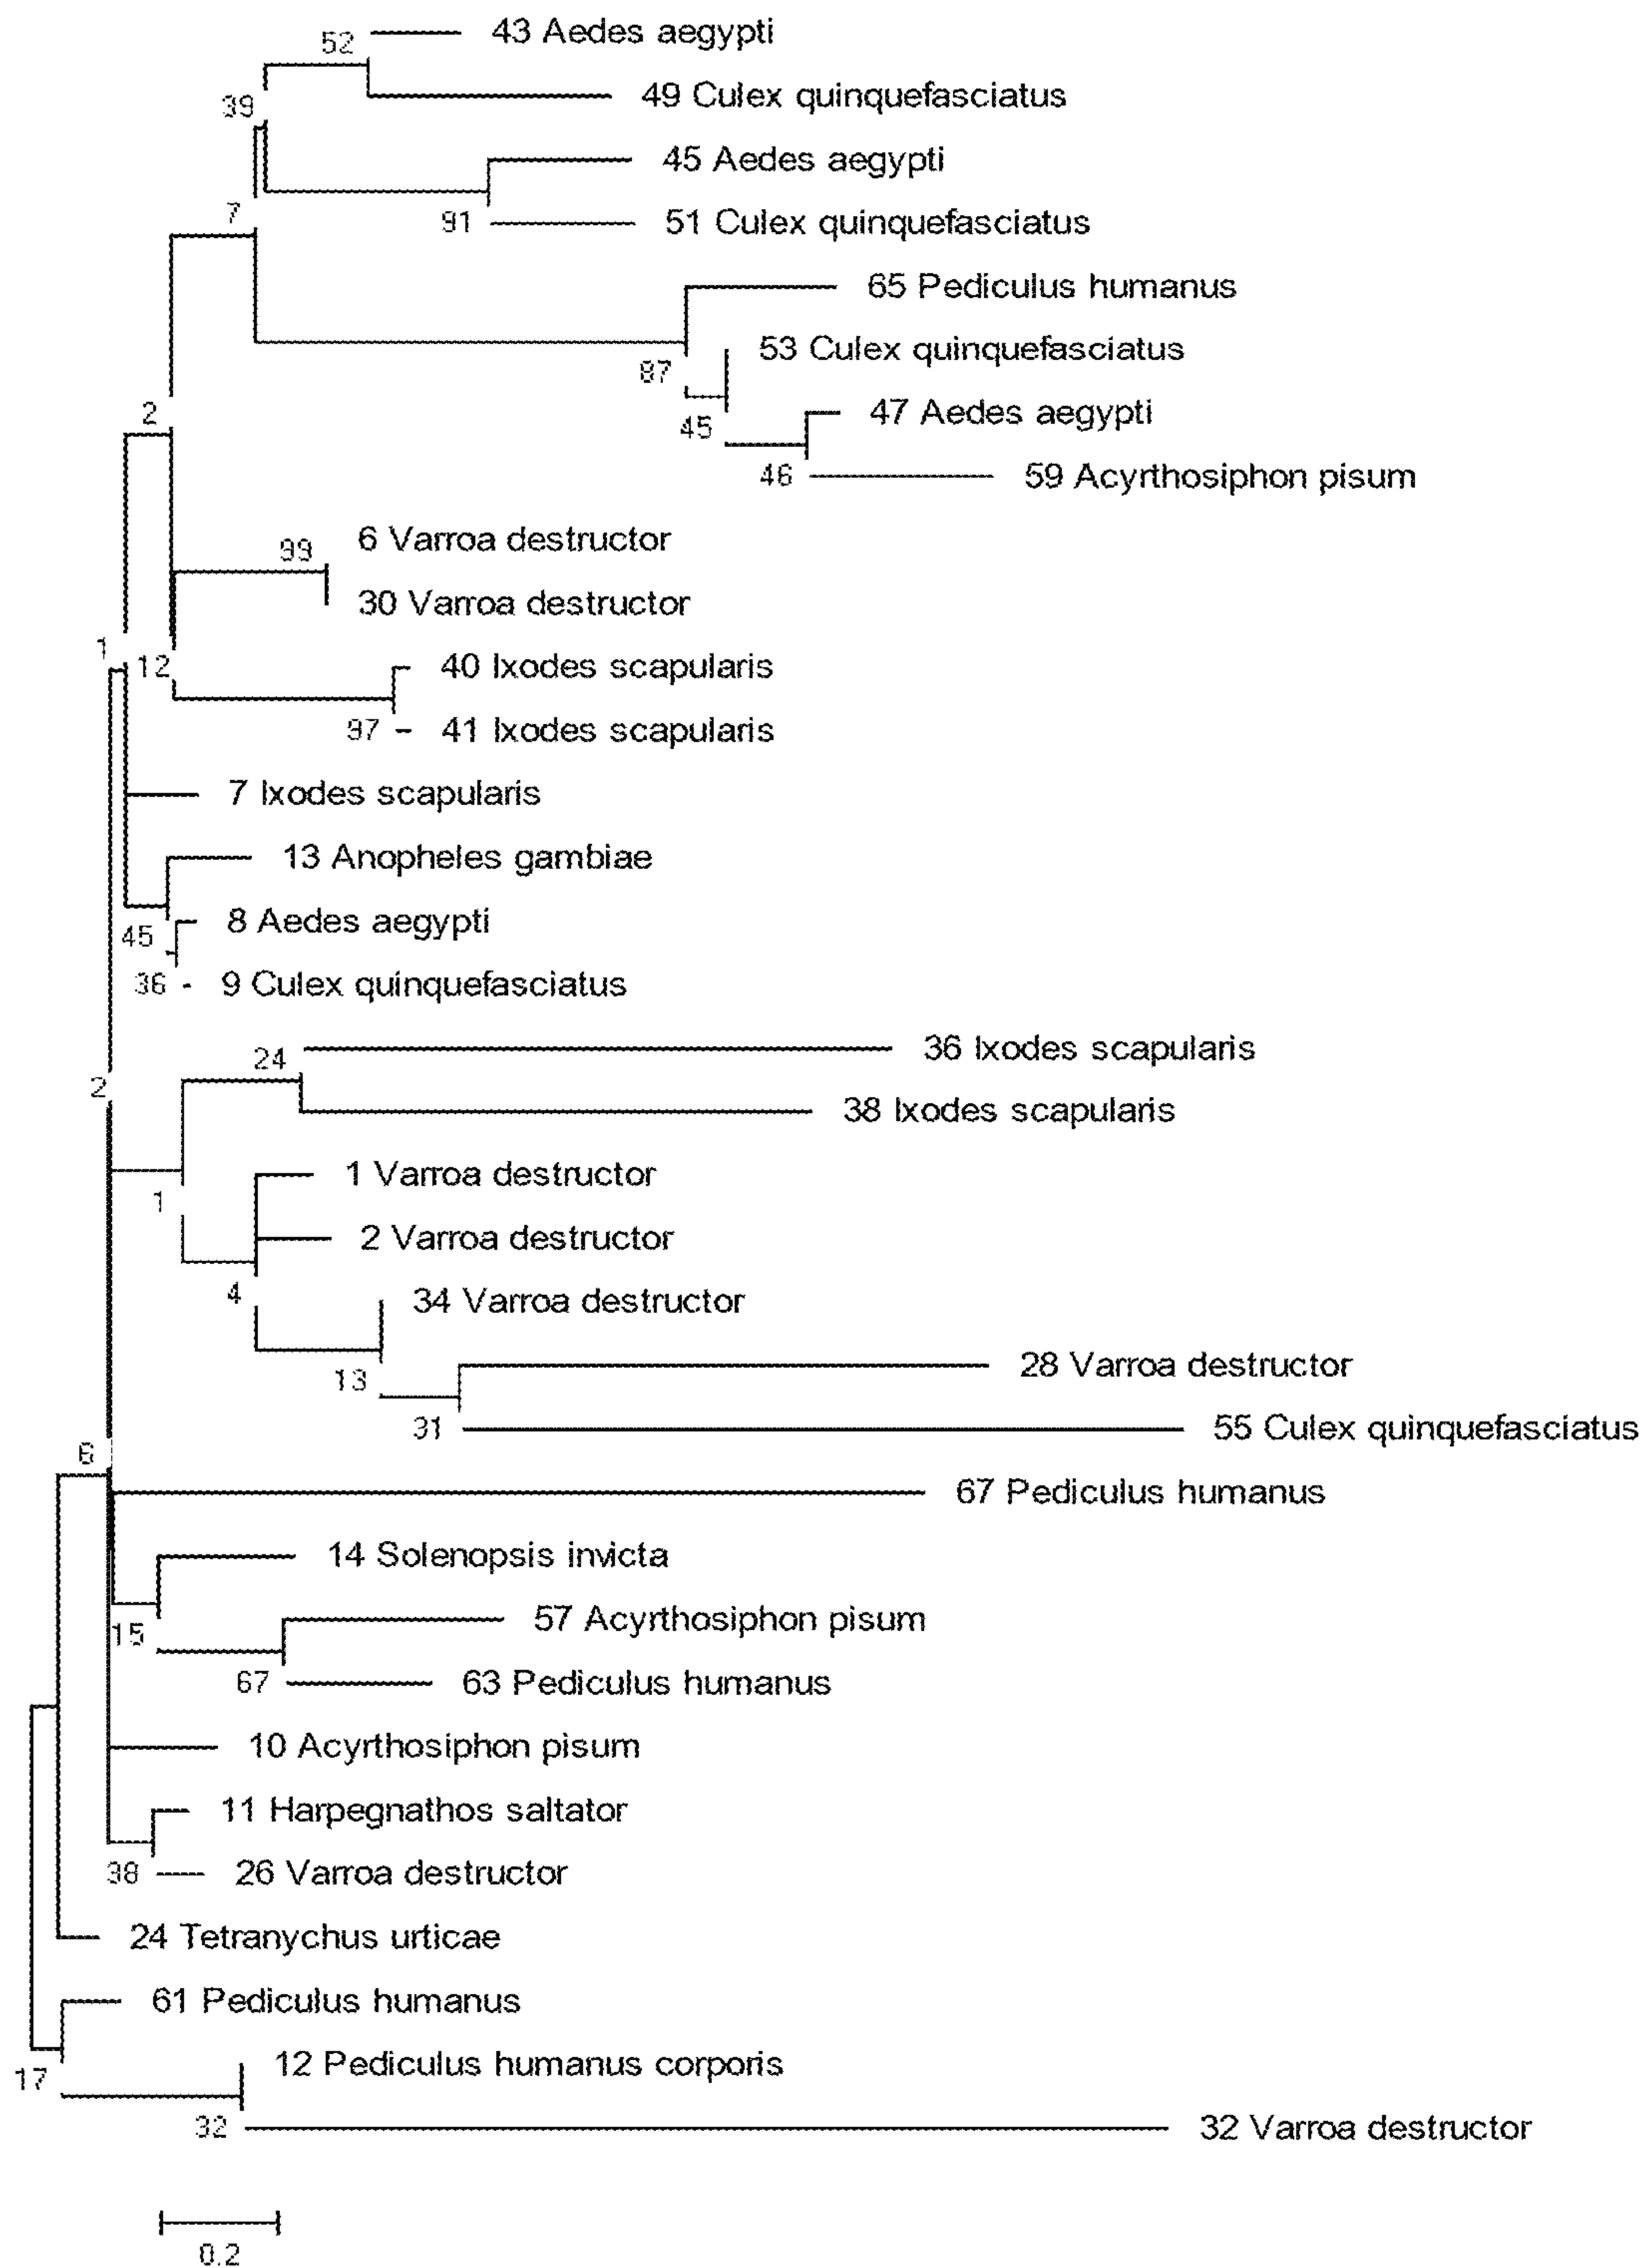 43 Aedes aegypti
52
49 Culex quinquefasciatus
39
45 Aedes aegypti
7
91
51 Culex quinquefasciatus
65 Pediculus humanus
53 Culex quinquefasciatus
87
2
47 Aedes aegypti
45
46
59 Acyrthosiphon pisum
6 Varroa destructor
99
30 Varroa destructor
1
12
40 Ixodes scapularis
97
41 Ixodes scapularis
7 Ixodes scapularis
13 Anopheles gambiae
8 Aedes aegypti
45
36
9 Culex quinquefasciatus
36 Ixodes scapularis
24
2
38 Ixodes scapularis
1 Varroa destructor
1
2 Varroa destructor
4
34 Varroa destructor
28 Varroa destructor
13
31
55 Culex quinquefasciatus
6
67 Pediculus humanus
14 Solenopsis invicta
57 Acyrthosiphon pisum
15
67
63 Pediculus humanus
10 Acyrthosiphon pisum
11 Harpegnathos saltator
38
26 Varroa destructor
24 Tetranychus urticae
61 Pediculus humanus
12 Pediculus humanus corporis
17
32
32 Varroa destructor
0.2